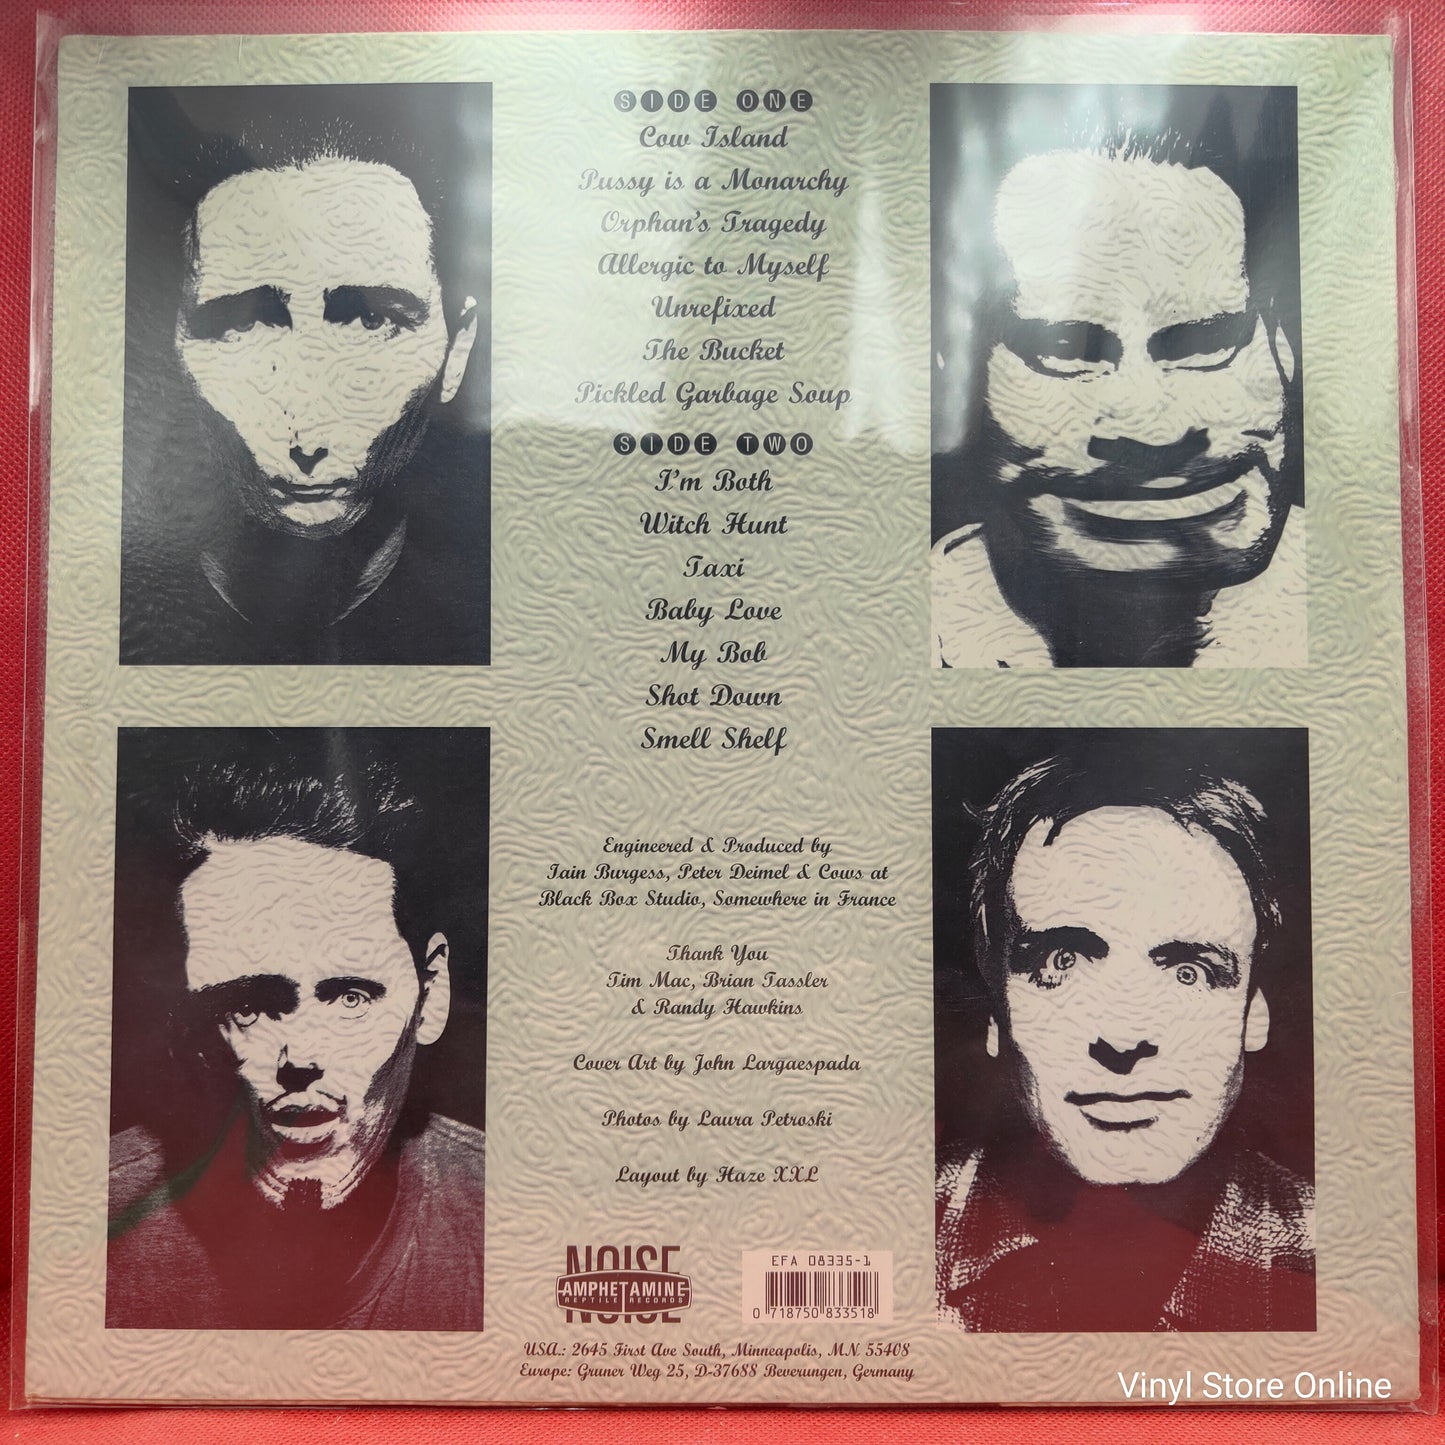 SIDE ONE
Cow Island
Pussy is a Monarchy
Orphan's Tragedy
Allergic to Myself
Unrefixed
The Bucket
Pickled Garbage Soup
SIDE TWO
I'm Both
Witch Hunt
Taxi
Baby Love
My Bob
Shot Down
Smell Shelf
Engineered & Produced by
Iain Burgess, Peter Deimel & Cows at
Black Box Studio, Somewhere in France
Thank You
Tim Mac, Brian Tassler
& Randy Hawkins
Cover Art by John Largaespada
Photos by Laura Petroski
Layout by Haze XXL
NOISE
AMPHETAMINE
REPTILE RECORDS
NOISE
EFA 08335-1
0 718750 833518
USA.: 2645 First Ave South, Minneapolis, MN 55408
Europe: Gruner Weg 25, D-37688 Beverungen, Germany
Vinyl Store Online